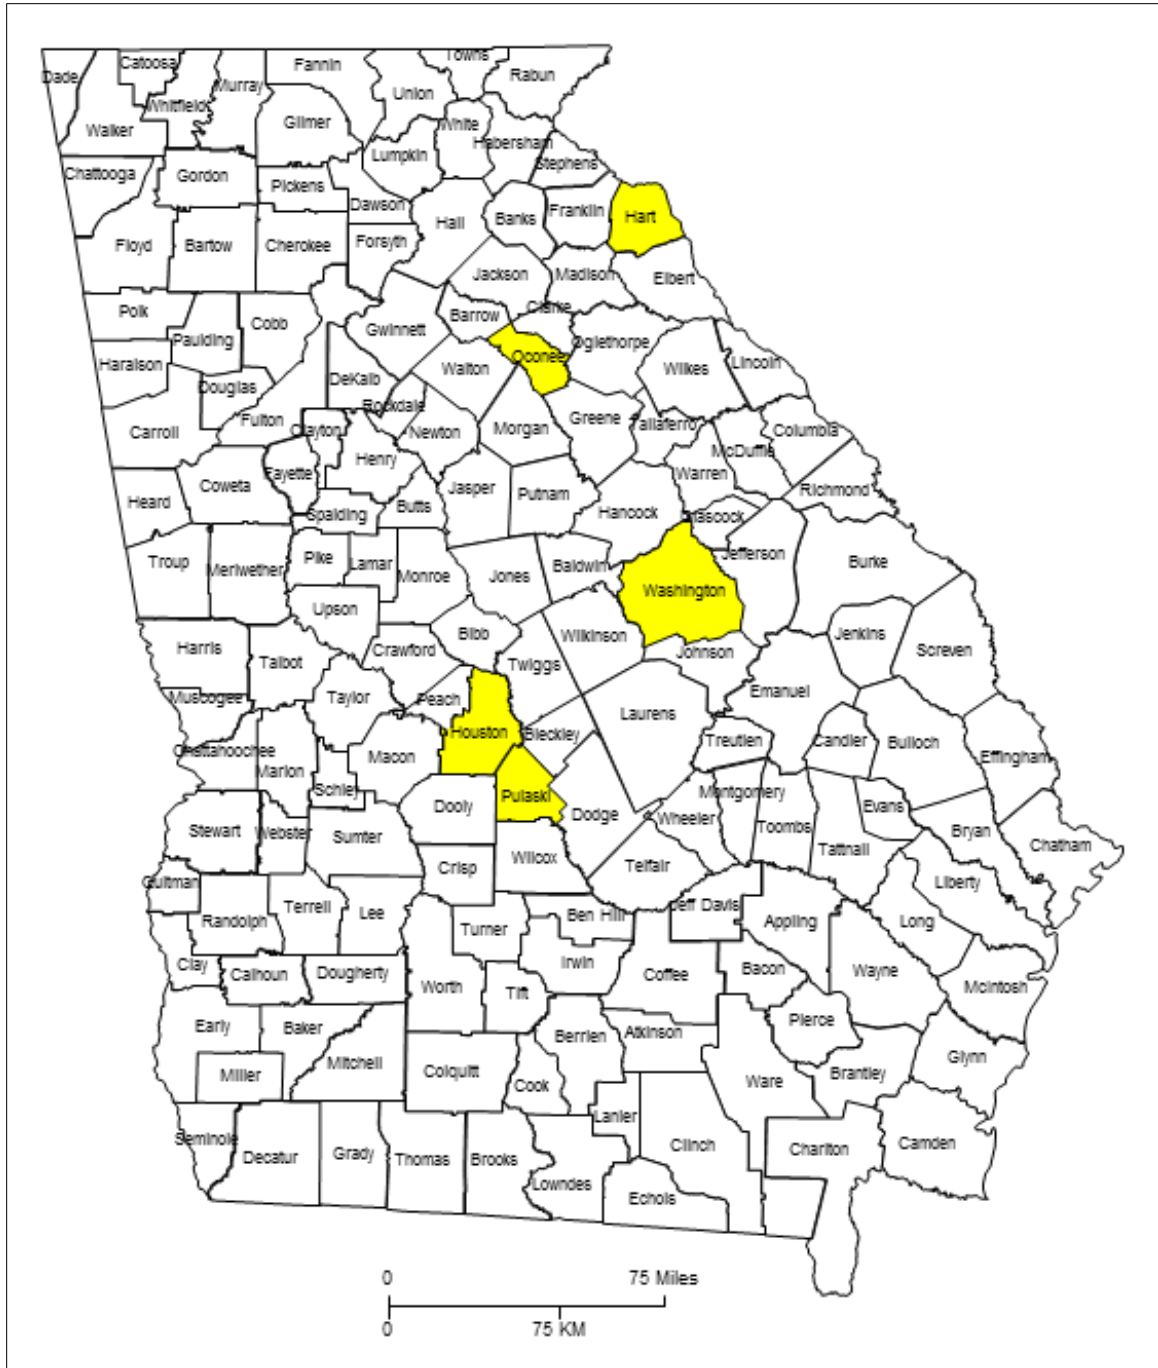 Towns
Dade
Catoosa
Fannin
Rabun
Murray
Union
Whitfield
Gilmer
White
Walker
Habersham
Lumpkin
Stephens
Chattooga
Gordon
Pickens
Dawson
Franklin
Hart
Banks
Hall
Floyd
Bartow
Cherokee
Forsyth
Jackson
Madison
Elbert
Polk
Clarke
Barrow
Cobb
Gwinnett
Paulding
Oglethorpe
Oconee
Haralson
Walton
Wilkes
Lincoln
DeKalb
Douglas
Rockdale
Fulton
Greene
Taliaferro
Carroll
Clayton
Newton
Morgan
Columbia
McDuffie
Henry
Fayette
Warren
Coweta
Jasper
Putnam
Richmond
Heard
Butts
Spalding
Hancock
Glascock
Troup
Pike
Lamar
Baldwin
Jefferson
Burke
Meriwether
Monroe
Jones
Washington
Upson
Bibb
Wilkinson
Jenkins
Harris
Crawford
Johnson
Screven
Talbot
Twiggs
Muscogee
Taylor
Peach
Emanuel
Laurens
Houston
Bleckley
Treutlen
Candler
Bulloch
Chattahoochee
Macon
Effingham
Marion
Schley
Pulaski
Montgomery
Dooly
Dodge
Evans
Stewart
Webster
Sumter
Wheeler
Toombs
Bryan
Tattnall
Chatham
Wilcox
Crisp
Telfair
Quitman
Liberty
Terrell
Lee
Jeff Davis
Randolph
Ben Hill
Appling
Long
Turner
Clay
Calhoun
Dougherty
Irwin
Coffee
Bacon
Wayne
Worth
Tift
McIntosh
Early
Baker
Pierce
Berrien
Atkinson
Mitchell
Glynn
Miller
Colquitt
Cook
Ware
Brantley
Lanier
Seminole
Clinch
Charlton
Camden
Decatur
Grady
Thomas
Brooks
Lowndes
Echols
0 75 Miles
0 75 KM